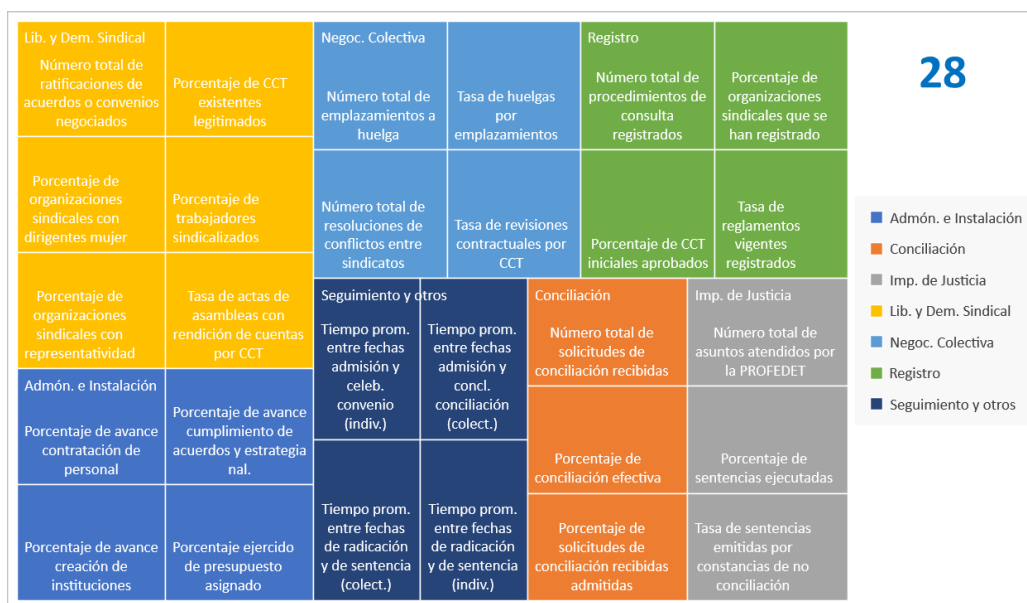 Lib. y Dem. Sindical
Número total de
ratificaciones de
acuerdos o convenios
negociados
Porcentaje de CCT
existentes
legitimados
Porcentaje de
organizaciones
sindicales con
dirigentes mujer
Porcentaje de
trabajadores
sindicalizados
Porcentaje de
organizaciones
sindicales con
representatividad
Tasa de actas de
asambleas con
rendición de cuentas
por CCT
Admón. e Instalación
Porcentaje de avance
contratación de
personal
Porcentaje de avance
cumplimiento de
acuerdos y estrategia
nal.
Porcentaje de avance
creación de
instituciones
Porcentaje ejercido
de presupuesto
asignado
Negoc. Colectiva
Número total de
emplazamientos a
huelga
Tasa de huelgas
por
emplazamientos
Número total de
resoluciones de
conflictos entre
sindicatos
Tasa de revisiones
contractuales por
CCT
Seguimiento y otros
Tiempo prom.
entre fechas
admisión y
celeb.
convenio
(indiv.)
Tiempo prom.
entre fechas
admisión y
concl.
conciliación
(colect.)
Tiempo prom.
entre fechas
de radicación
y de sentencia
(colect.)
Tiempo prom.
entre fechas
de radicación
y de sentencia
(indiv.)
Registro
Número total de
procedimientos de
consulta
registrados
Porcentaje de
organizaciones
sindicales que se
han registrado
Porcentaje de CCT
iniciales aprobados
Tasa de
reglamentos
vigentes
registrados
Conciliación
Número total de
solicitudes de
conciliación recibidas
Porcentaje de
conciliación efectiva
Porcentaje de
solicitudes de
conciliación recibidas
admitidas
Imp. de Justicia
Número total de
asuntos atendidos por
la PROFEDET
Porcentaje de
sentencias ejecutadas
Tasa de sentencias
emitidas por
constancias de no
conciliación
28
Admón. e Instalación
Conciliación
Imp. de Justicia
Lib. y Dem. Sindical
Negoc. Colectiva
Registro
Seguimiento y otros